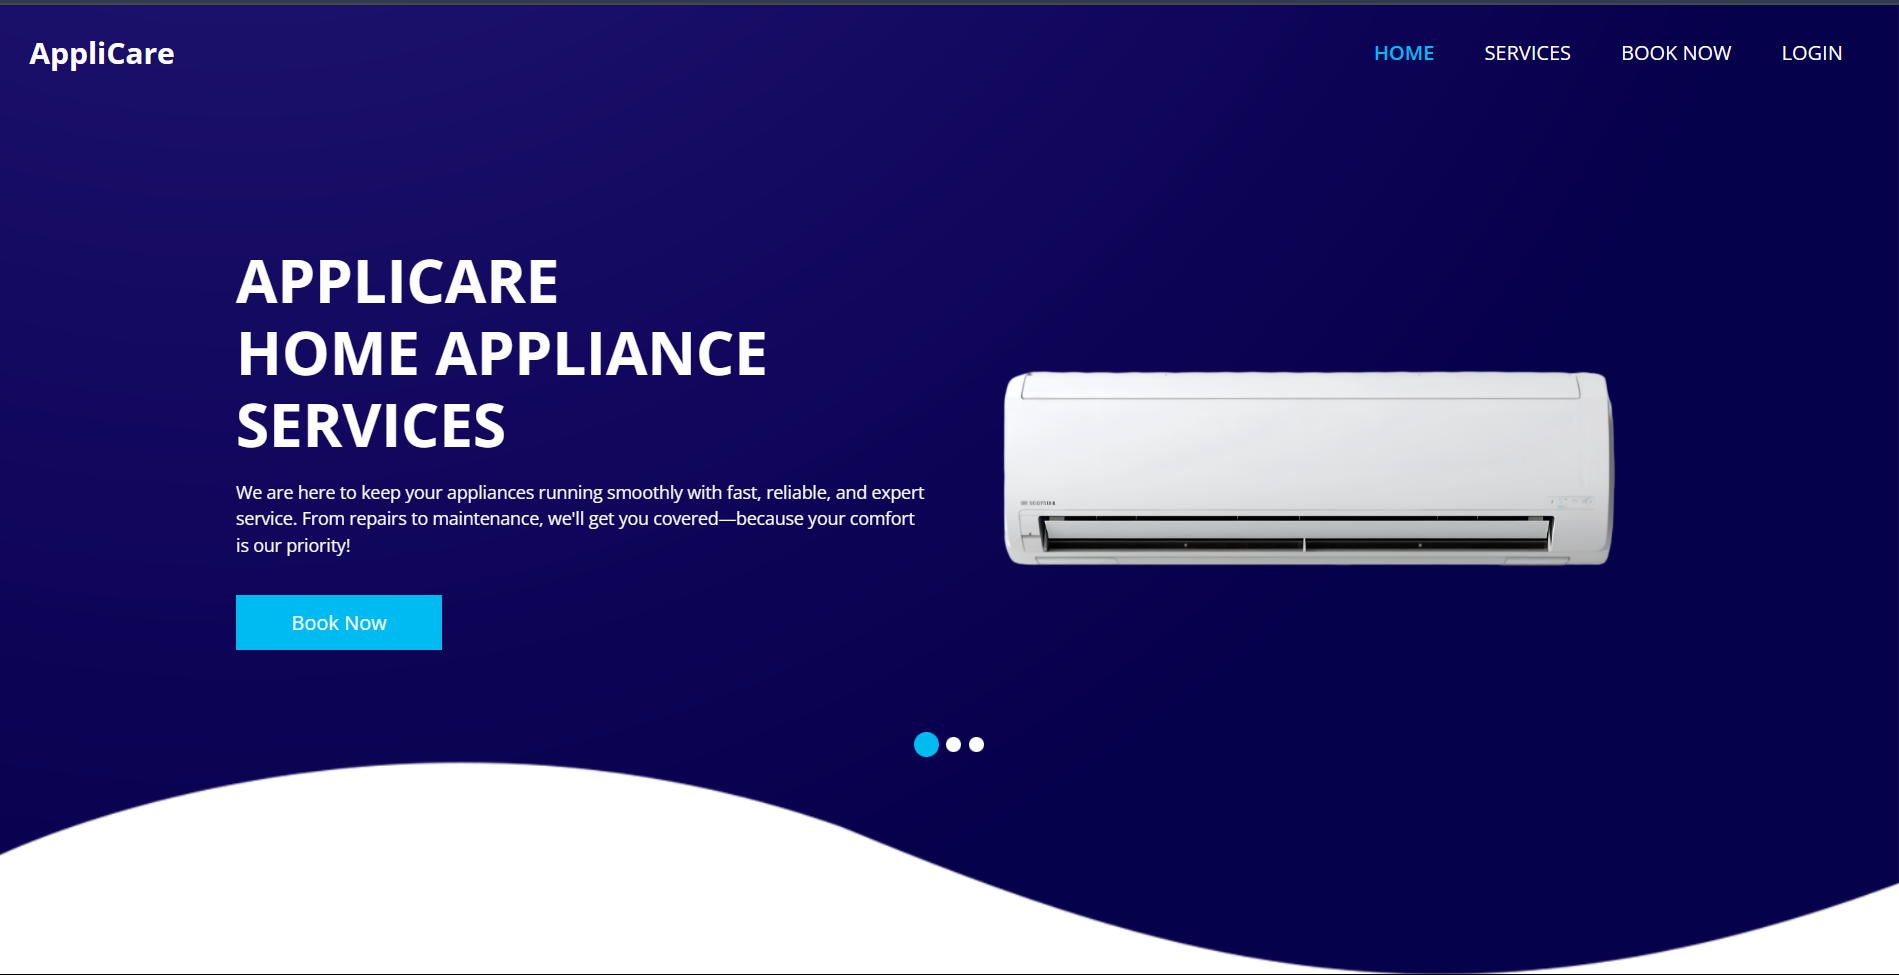 AppliCare
HOME
SERVICES
BOOK NOW
LOGIN
APPLICARE
HOME APPLIANCE
SERVICES
We are here to keep your appliances running smoothly with fast, reliable, and expert
service. From repairs to maintenance, we'll get you covered—because your comfort
is our priority!
Book Now